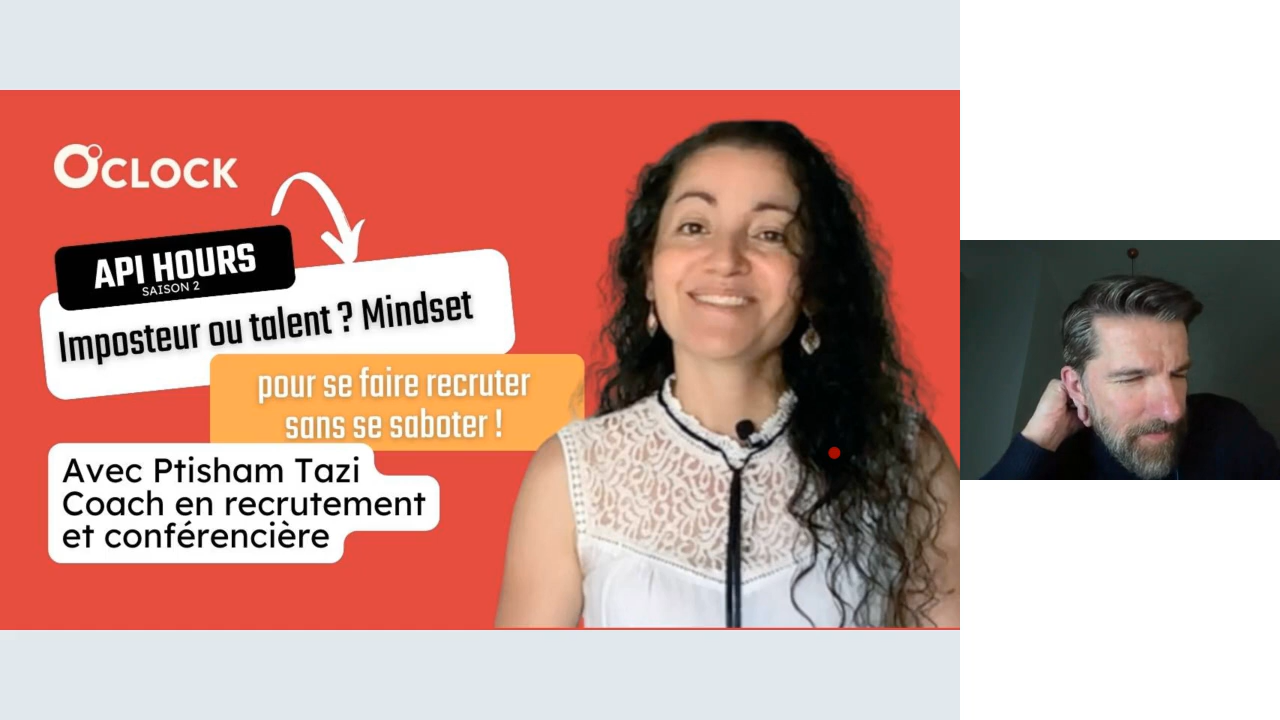 O'CLOCK
API HOURS
SAISON 2
Imposteur ou talent ? Mindset
pour se faire recruter
sans se saboter !
Avec Ptisham Tazi
Coach en recrutement
et conférencière